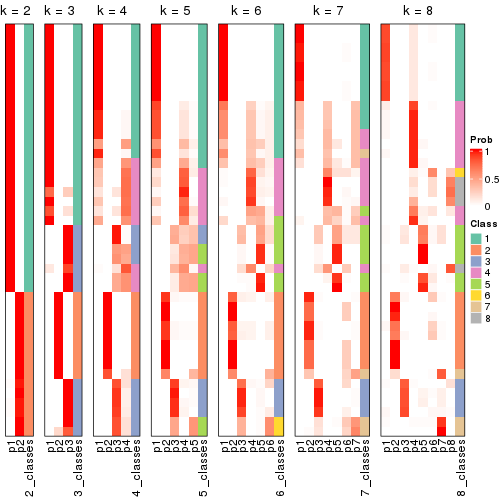 k = 2 k = 3 k = 4 k = 5 k = 6 k = 7 k = 8
p1 p2 2_classes
p1 p2 p3 3_classes
p1 p2 p3 p4 4_classes
p1 p2 p3 p4 p5 5_classes
p1 p2 p3 p4 p5 p6 6_classes
p1 p2 p3 p4 p5 p6 p7 7_classes
p1 p2 p3 p4 p5 p6 p7 p8 8_classes
Prob
1
0.5
0
Class
1
2
3
4
5
6
7
8